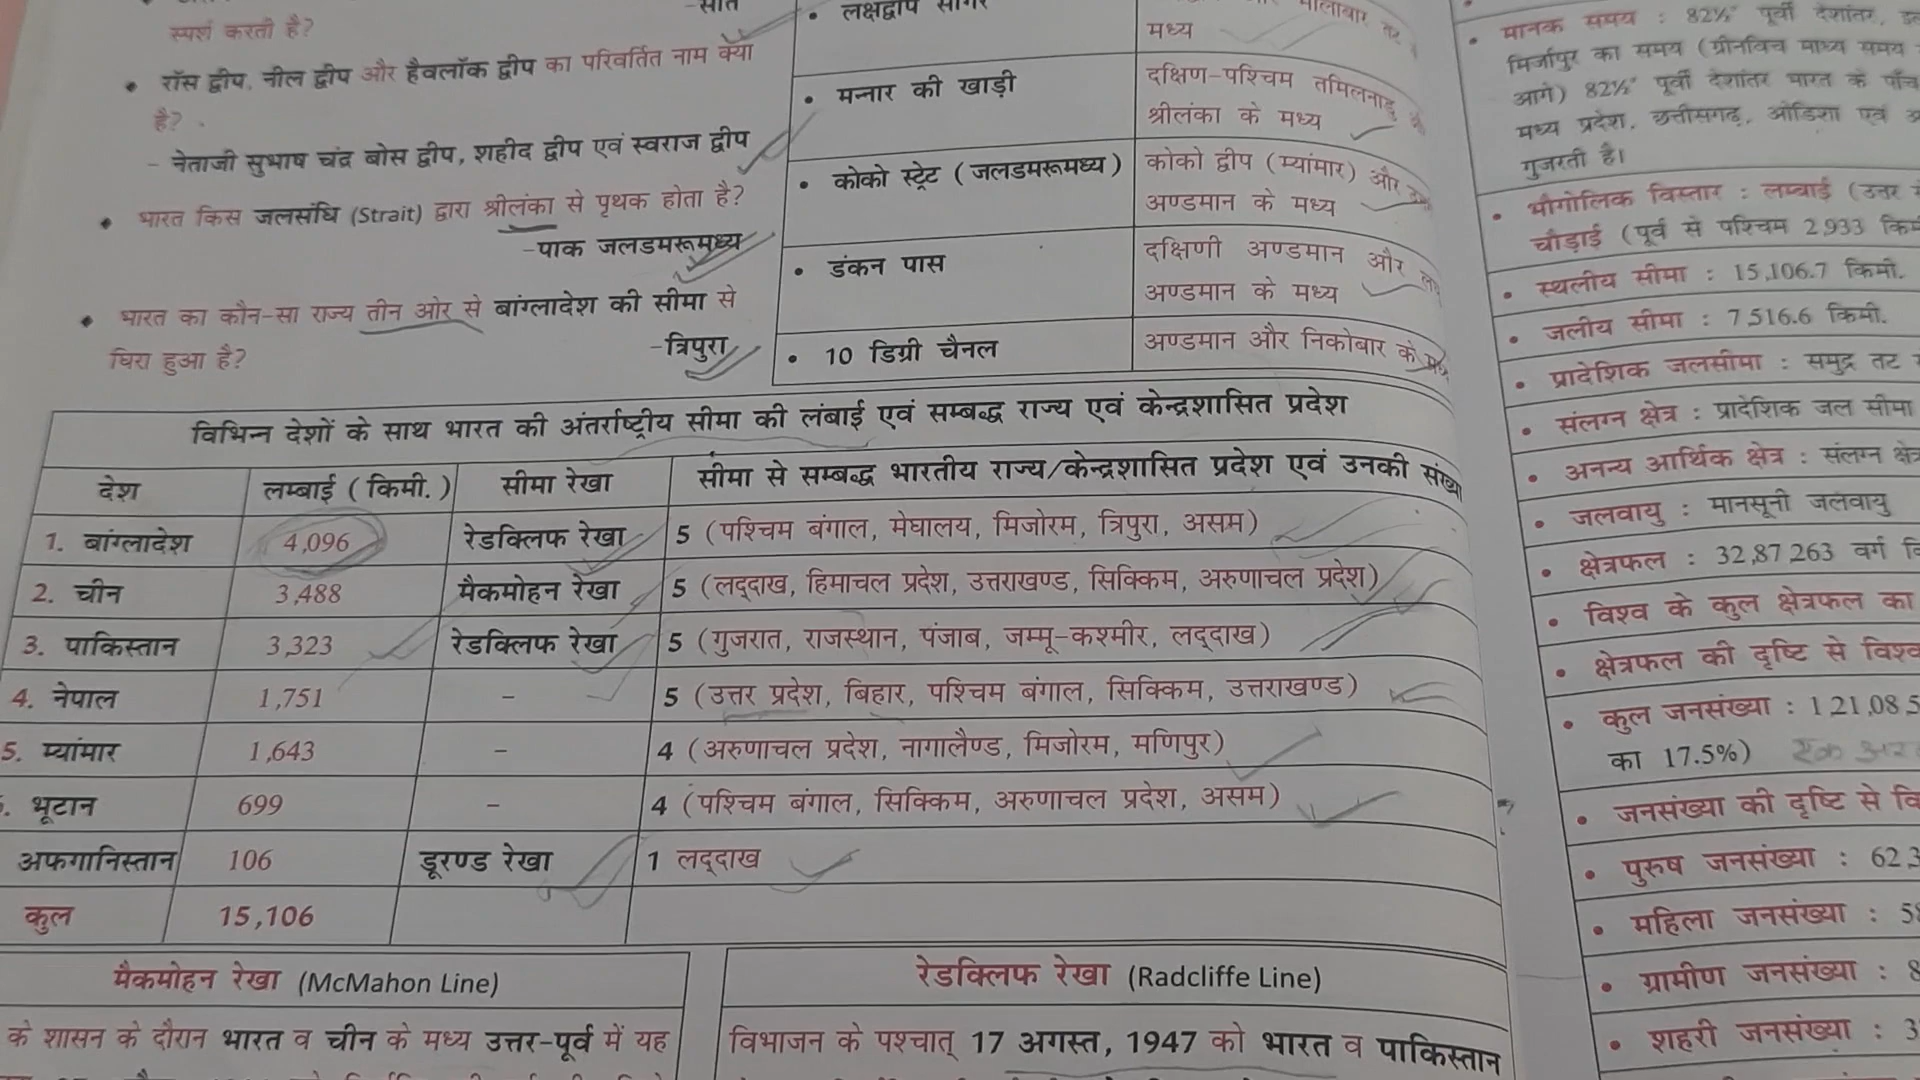 स्पर्श करती है?
• रॉस द्वीप, नील द्वीप और हैवलॉक द्वीप का परिवर्तित नाम क्या
है?
- नेताजी सुभाष चंद्र बोस द्वीप, शहीद द्वीप एवं स्वराज द्वीप
• भारत किस जलसंधि (Strait) द्वारा श्रीलंका से पृथक होता है?
-पाक जलडमरूमध्य
• भारत का कौन-सा राज्य तीन ओर से बांग्लादेश की सीमा से
घिरा हुआ है?
-त्रिपुरा
• लक्षद्वीप सागर
मध्य
• मन्नार की खाड़ी
दक्षिण-पश्चिम तमिलनाडु
श्रीलंका के मध्य
• कोको स्ट्रेट (जलडमरूमध्य)
कोको द्वीप (म्यांमार) और
अण्डमान के मध्य
• डंकन पास
दक्षिणी अण्डमान और
अण्डमान के मध्य
• 10 डिग्री चैनल
अण्डमान और निकोबार के
विभिन्न देशों के साथ भारत की अंतर्राष्ट्रीय सीमा की लंबाई एवं सम्बद्ध राज्य एवं केन्द्रशासित प्रदेश
देश लम्बाई (किमी.) सीमा रेखा सीमा से सम्बद्ध भारतीय राज्य/केन्द्रशासित प्रदेश एवं उनकी संख्या
1. बांग्लादेश 4,096 रेडक्लिफ रेखा 5 (पश्चिम बंगाल, मेघालय, मिजोरम, त्रिपुरा, असम)
2. चीन 3,488 मैकमोहन रेखा 5 (लद्दाख, हिमाचल प्रदेश, उत्तराखण्ड, सिक्किम, अरुणाचल प्रदेश)
3. पाकिस्तान 3,323 रेडक्लिफ रेखा 5 (गुजरात, राजस्थान, पंजाब, जम्मू-कश्मीर, लद्दाख)
4. नेपाल 1,751 - 5 (उत्तर प्रदेश, बिहार, पश्चिम बंगाल, सिक्किम, उत्तराखण्ड)
5. म्यांमार 1,643 - 4 (अरुणाचल प्रदेश, नागालैण्ड, मिजोरम, मणिपुर)
. भूटान 699 - 4 (पश्चिम बंगाल, सिक्किम, अरुणाचल प्रदेश, असम)
अफगानिस्तान 106 डूरण्ड रेखा 1 लद्दाख
कुल 15,106
मैकमोहन रेखा (McMahon Line)
के शासन के दौरान भारत व चीन के मध्य उत्तर-पूर्व में यह
रेडक्लिफ रेखा (Radcliffe Line)
विभाजन के पश्चात् 17 अगस्त, 1947 को भारत व पाकिस्तान
• मानक समय : 82½° पूर्वी देशांतर,
मिर्जापुर का समय (ग्रीनविच माध्य समय
आगे) 82½° पूर्वी देशांतर भारत के पाँच
मध्य प्रदेश, छत्तीसगढ़, ओडिशा एवं
गुजरती है।
• भौगोलिक विस्तार : लम्बाई (उत्तर
चौड़ाई (पूर्व से पश्चिम 2,933 किमी
• स्थलीय सीमा : 15,106.7 किमी.
• जलीय सीमा : 7,516.6 किमी.
• प्रादेशिक जलसीमा : समुद्र तट
• संलग्न क्षेत्र : प्रादेशिक जल सीमा
• अनन्य आर्थिक क्षेत्र : संलग्न क्षेत्र
• जलवायु : मानसूनी जलवायु
• क्षेत्रफल : 32,87,263 वर्ग
• विश्व के कुल क्षेत्रफल का
• क्षेत्रफल की दृष्टि से विश्व
• कुल जनसंख्या : 1,21,08,5
का 17.5%)
• जनसंख्या की दृष्टि से
• पुरुष जनसंख्या : 62,3
• महिला जनसंख्या : 5
• ग्रामीण जनसंख्या : 8
• शहरी जनसंख्या : 3